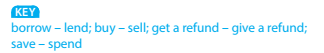 KEY
borrow – lend; buy – sell; get a refund – give a refund;
save – spend